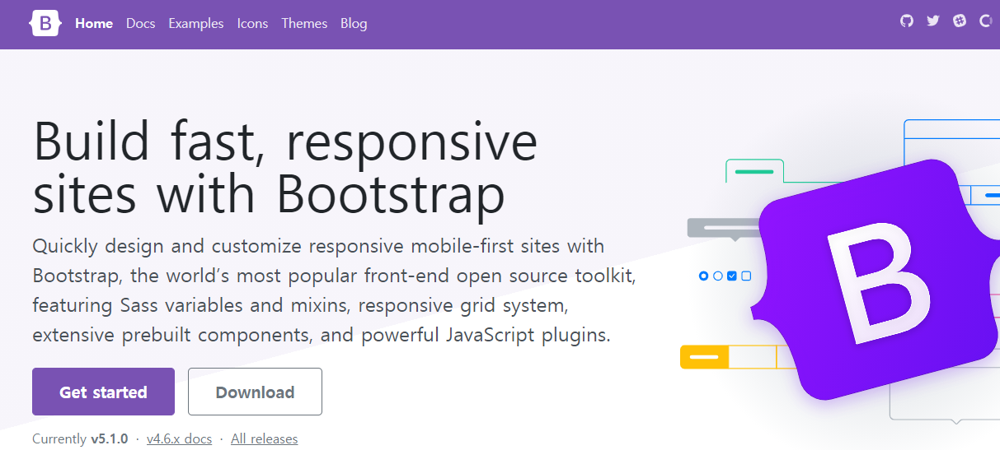 B Home Docs Examples Icons Themes Blog
Build fast, responsive
sites with Bootstrap
Quickly design and customize responsive mobile-first sites with
Bootstrap, the world’s most popular front-end open source toolkit,
featuring Sass variables and mixins, responsive grid system,
extensive prebuilt components, and powerful JavaScript plugins.
B
Get started Download
Currently v5.1.0 · v4.6.x docs · All releases